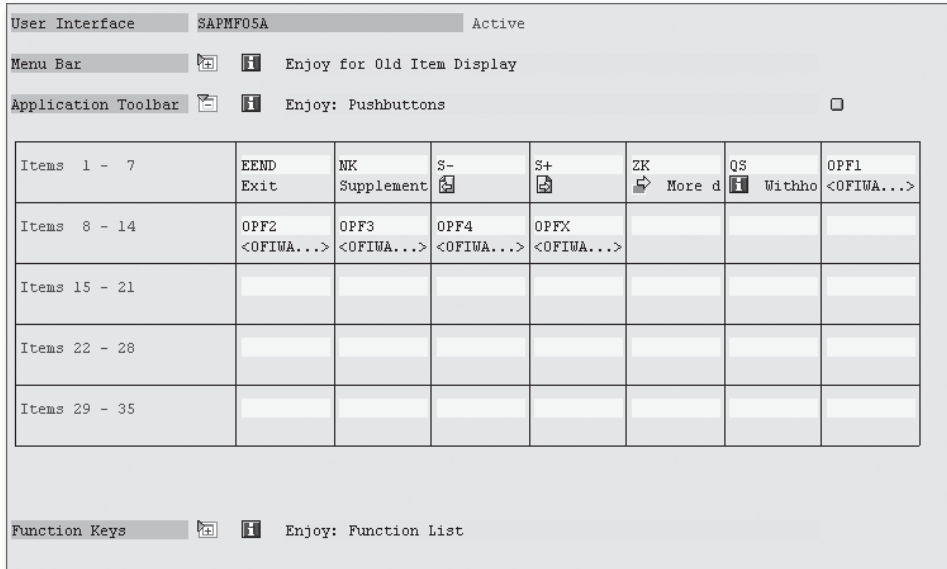 User Interface SAPMF05A Active
Menu Bar Enjoy for Old Item Display
Application Toolbar Enjoy: Pushbuttons
Items 1 - 7 EEND NK S- S+ ZK QS OPF1
Exit Supplement More d Withho <OFIWA...>
Items 8 - 14 OPF2 OPF3 OPF4 OPFX
<OFIWA...> <OFIWA...> <OFIWA...> <OFIWA...>
Items 15 - 21
Items 22 - 28
Items 29 - 35
Function Keys Enjoy: Function List